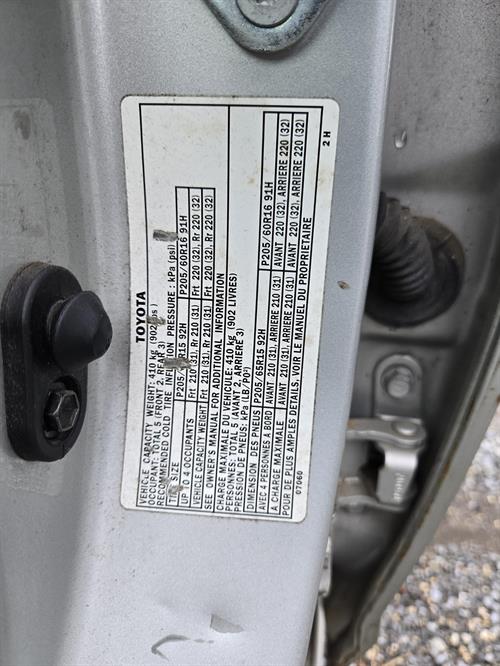 TOYOTA
VEHICLE CAPACITY WEIGHT: 410 kg (902 lbs )
OCCUPANTS: TOTAL 5 (FRONT 2, REAR 3)
RECOMMENDED COLD TIRE INFLATION PRESSURE : kPa (psi)
TIRE SIZE P205/65R15 92H P205/60R16 91H
UP TO 4 OCCUPANTS Frt 210 (31), Rr 210 (31) Frt 220 (32), Rr 220 (32)
VEHICLE CAPACITY WEIGHT Frt 210 (31), Rr 210 (31) Frt 220 (32), Rr 220 (32)
SEE OWNER'S MANUAL FOR ADDITIONAL INFORMATION
CHARGE MAXIMALE DU VÉHICULE: 410 kg (902 LIVRES)
PERSONNES: TOTAL 5 (AVANT 2, ARRIERE 3)
PRESSION DE PNEUS: kPa (LB/PO²)
DIMENSION DES PNEUS P205/65R15 92H P205/60R16 91H
AVEC 4 PERSONNES A BORD AVANT 210 (31), ARRIERE 210 (31) AVANT 220 (32), ARRIERE 220 (32)
A CHARGE MAXIMALE AVANT 210 (31), ARRIERE 210 (31) AVANT 220 (32), ARRIERE 220 (32)
POUR DE PLUS AMPLES DETAILS, VOIR LE MANUEL DU PROPRIETAIRE
07060 2H